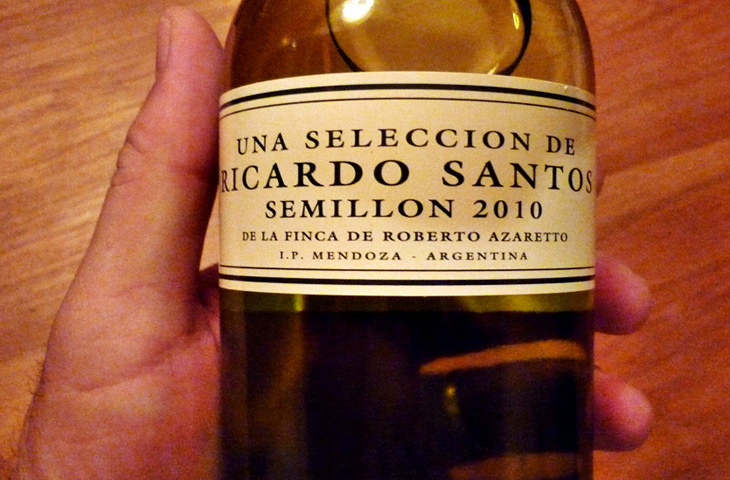 UNA SELECCION DE
RICARDO SANTOS
SEMILLON 2010
DE LA FINCA DE ROBERTO AZARETTO
I.P. MENDOZA - ARGENTINA